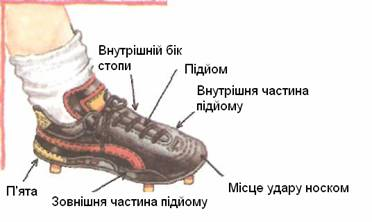 Внутрішній бік
стопи
Підйом
Внутрішня частина
підйому
П'ята
Зовнішня частина підйому
Місце удару носком